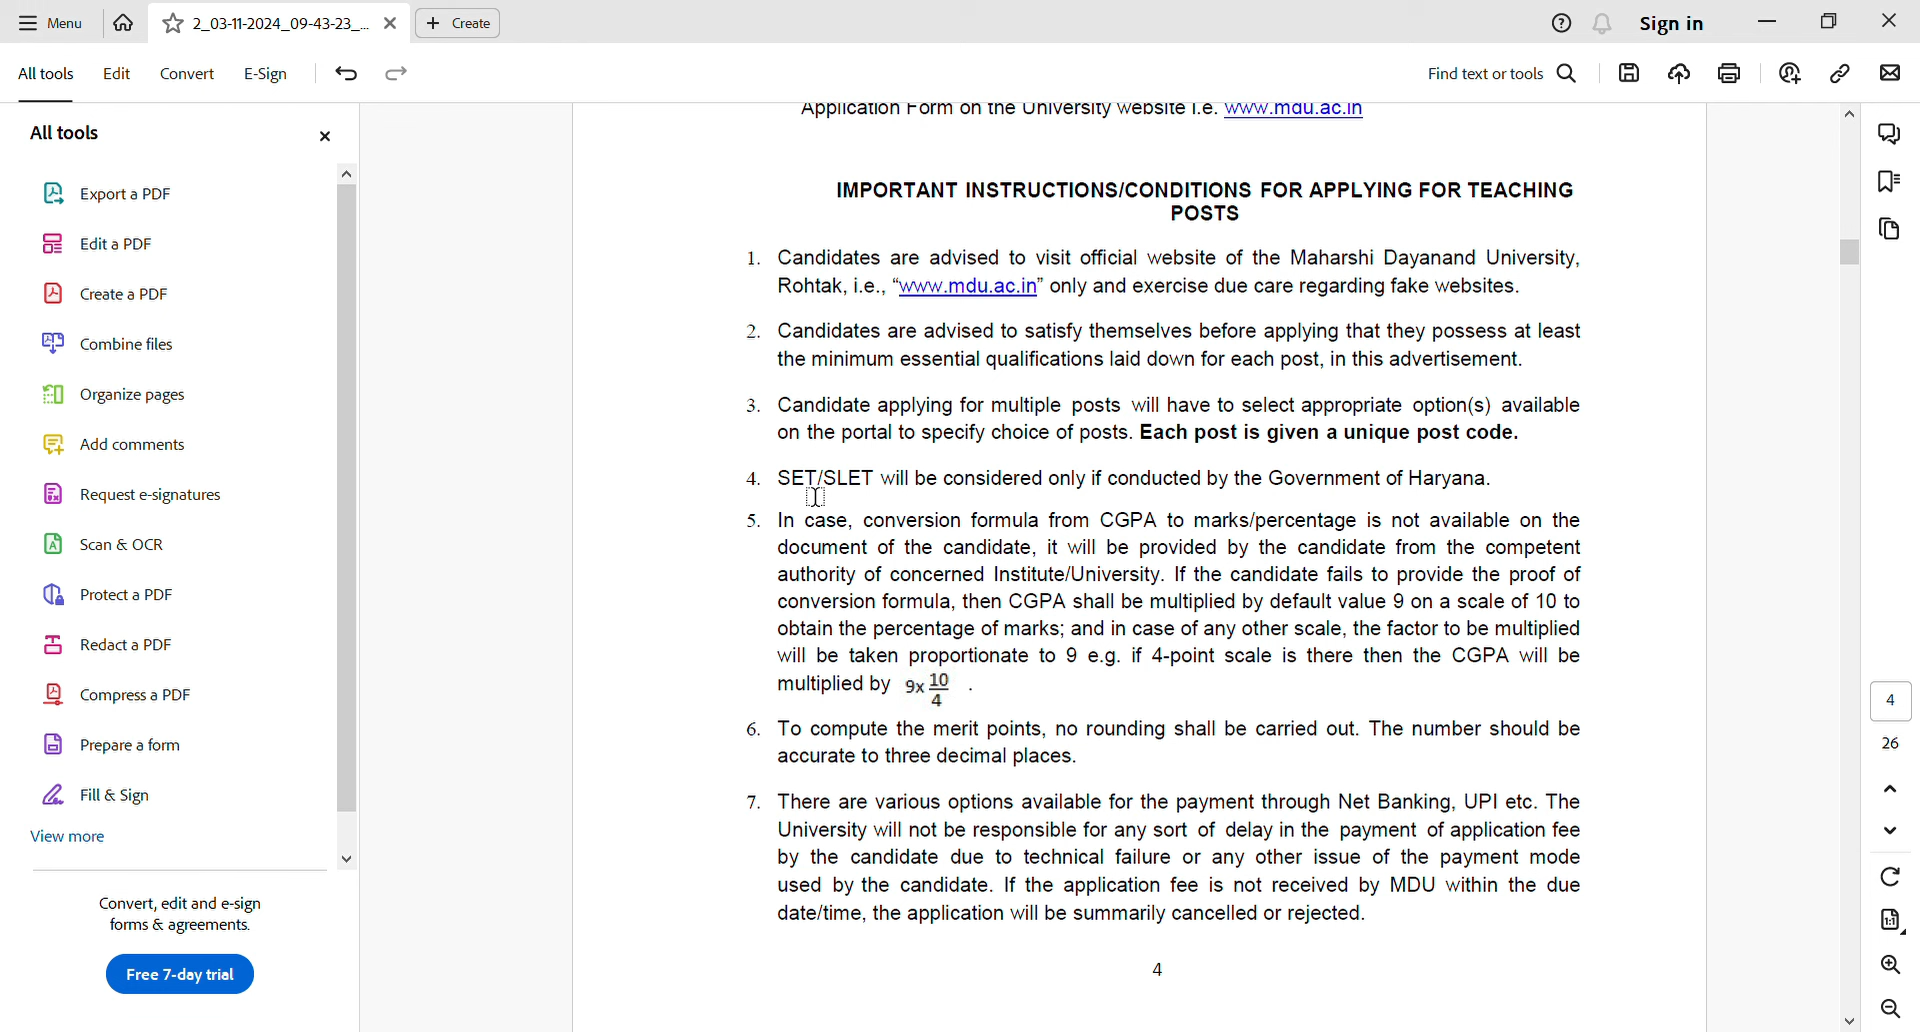 Menu
2_03-11-2024_09-43-23_...
Create
Sign in
All tools
Edit
Convert
E-Sign
Find text or tools
All tools
Export a PDF
Edit a PDF
Create a PDF
Combine files
Organize pages
Add comments
Request e-signatures
Scan & OCR
Protect a PDF
Redact a PDF
Compress a PDF
Prepare a form
Fill & Sign
View more
Convert, edit and e-sign
forms & agreements.
Free 7-day trial
Application Form on the University website i.e. www.mdu.ac.in
IMPORTANT INSTRUCTIONS/CONDITIONS FOR APPLYING FOR TEACHING
POSTS
1. Candidates are advised to visit official website of the Maharshi Dayanand University,
Rohtak, i.e., “www.mdu.ac.in” only and exercise due care regarding fake websites.
2. Candidates are advised to satisfy themselves before applying that they possess at least
the minimum essential qualifications laid down for each post, in this advertisement.
3. Candidate applying for multiple posts will have to select appropriate option(s) available
on the portal to specify choice of posts. Each post is given a unique post code.
4. SET/SLET will be considered only if conducted by the Government of Haryana.
5. In case, conversion formula from CGPA to marks/percentage is not available on the
document of the candidate, it will be provided by the candidate from the competent
authority of concerned Institute/University. If the candidate fails to provide the proof of
conversion formula, then CGPA shall be multiplied by default value 9 on a scale of 10 to
obtain the percentage of marks; and in case of any other scale, the factor to be multiplied
will be taken proportionate to 9 e.g. if 4-point scale is there then the CGPA will be
multiplied by 9x 10/4 .
6. To compute the merit points, no rounding shall be carried out. The number should be
accurate to three decimal places.
7. There are various options available for the payment through Net Banking, UPI etc. The
University will not be responsible for any sort of delay in the payment of application fee
by the candidate due to technical failure or any other issue of the payment mode
used by the candidate. If the application fee is not received by MDU within the due
date/time, the application will be summarily cancelled or rejected.
4
4
26